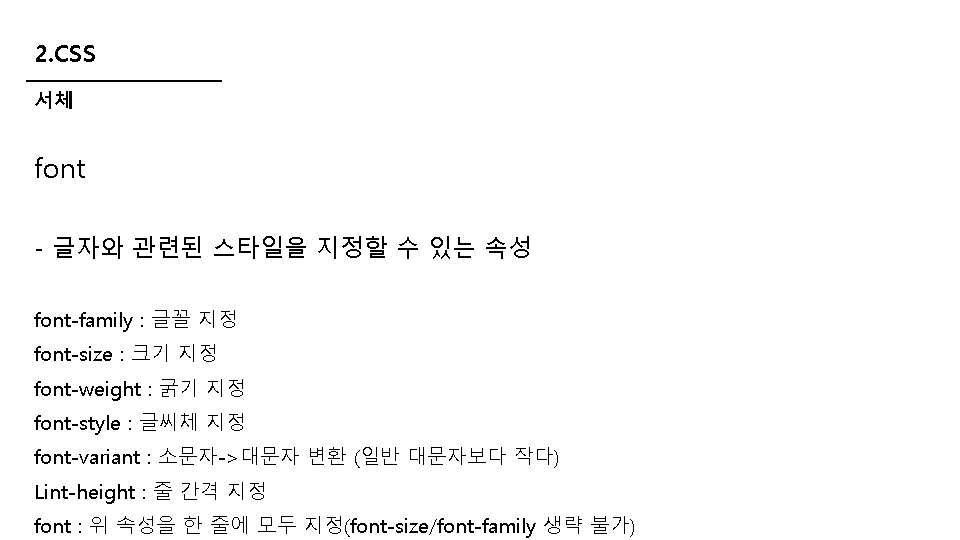 2.CSS
서체
font
- 글자와 관련된 스타일을 지정할 수 있는 속성
font-family : 글꼴 지정
font-size : 크기 지정
font-weight : 굵기 지정
font-style : 글씨체 지정
font-variant : 소문자->대문자 변환 (일반 대문자보다 작다)
Lint-height : 줄 간격 지정
font : 위 속성을 한 줄에 모두 지정(font-size/font-family 생략 불가)